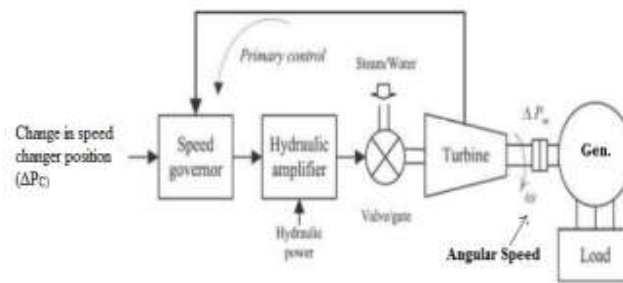 Primary control
Steam/Water
Change in speed
changer position
(ΔPC)
Speed
governor
Hydraulic
amplifier
Turbine
ΔPm
Gen.
ω
Valve/gate
Hydraulic
power
Angular Speed
Load